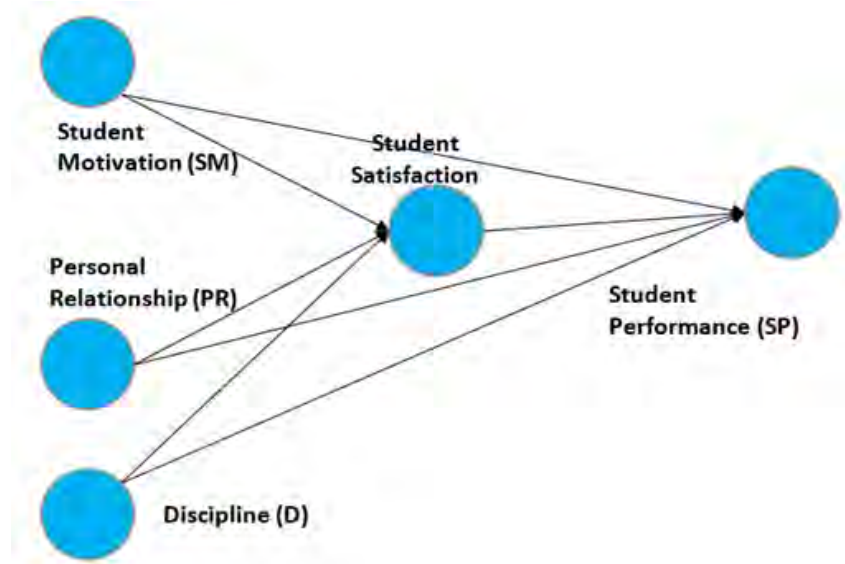 Student
Motivation (SM)
Student
Satisfaction
Personal
Relationship (PR)
Student
Performance (SP)
Discipline (D)